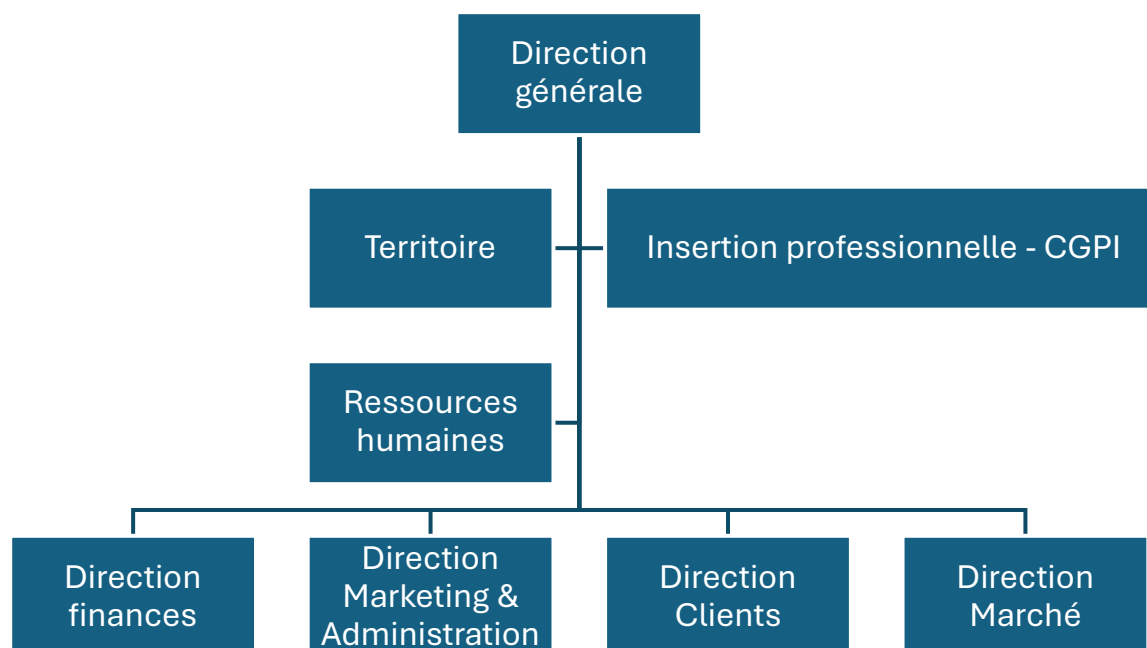 Direction
générale
Territoire
Insertion professionnelle - CGPI
Ressources
humaines
Direction
finances
Direction
Marketing &
Administration
Direction
Clients
Direction
Marché